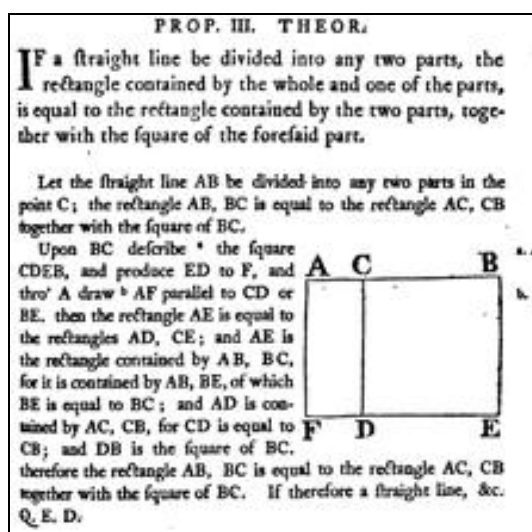 PROP. III. THEOR.
IF a ſtraight line be divided into any two parts, the
rectangle contained by the whole and one of the parts,
is equal to the rectangle contained by the two parts, toge-
ther with the ſquare of the foreſaid part.
Let the ſtraight line AB be divided into any two parts in the
point C; the rectangle AB, BC is equal to the rectangle AC, CB
together with the ſquare of BC.
Upon BC deſcribe a the ſquare
CDEB, and produce ED to F, and
thro' A draw b AF parallel to CD or
BE. then the rectangle AE is equal to
the rectangles AD, CE; and AE is
the rectangle contained by AB, BC,
for it is contained by AB, BE, of which
BE is equal to BC; and AD is con-
tained by AC, CB, for CD is equal to
CB; and DB is the ſquare of BC.
therefore the rectangle AB, BC is equal to the rectangle AC, CB
together with the ſquare of BC. If therefore a ſtraight line, &c.
Q. E. D.
A C B
F D E
a.
b.